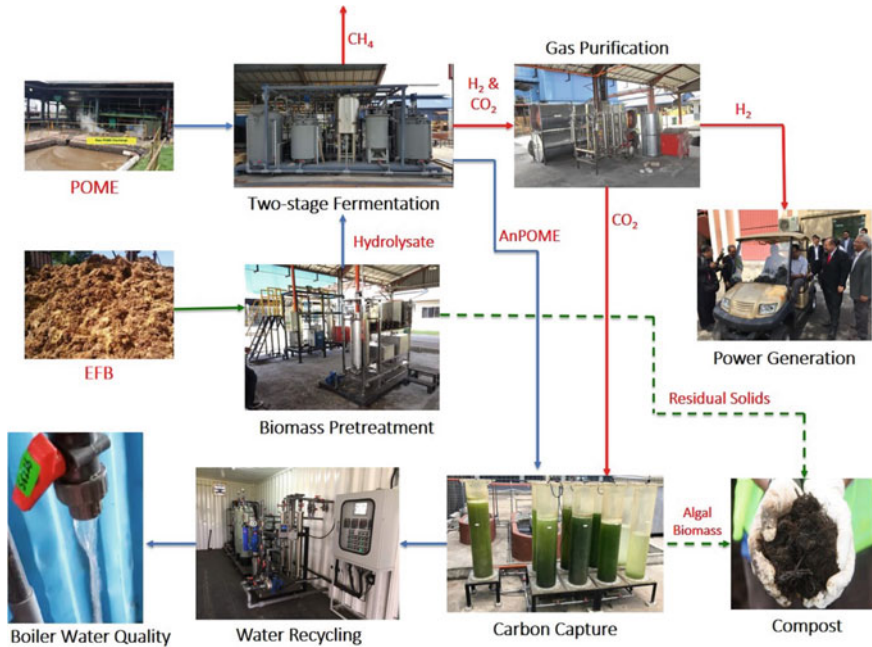 CH₄
Gas Purification
H₂ &
CO₂
H₂
POME
Two-stage Fermentation
Hydrolysate
AnPOME
CO₂
EFB
Biomass Pretreatment
Power Generation
Residual Solids
Algal
Biomass
Boiler Water Quality
Water Recycling
Carbon Capture
Compost